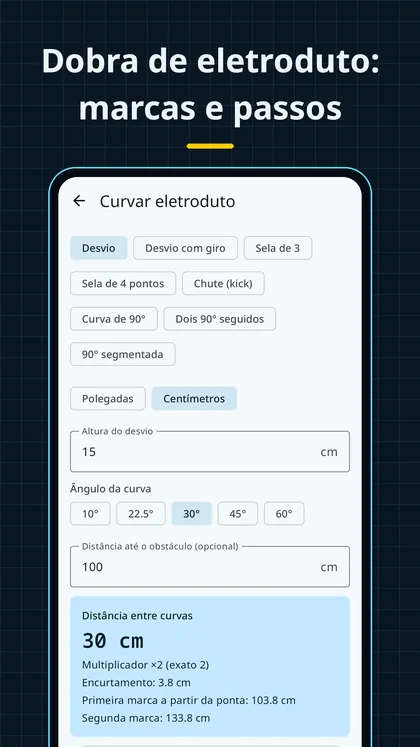 Dobra de eletroduto:
marcas e passos
Curvar eletroduto
Desvio Desvio com giro Sela de 3
Sela de 4 pontos Chute (kick)
Curva de 90° Dois 90° seguidos
90° segmentada
Polegadas Centímetros
Altura do desvio
15 cm
Ângulo da curva
10° 22.5° 30° 45° 60°
Distância até o obstáculo (opcional)
100 cm
Distância entre curvas
30 cm
Multiplicador ×2 (exato 2)
Encurtamento: 3.8 cm
Primeira marca a partir da ponta: 103.8 cm
Segunda marca: 133.8 cm